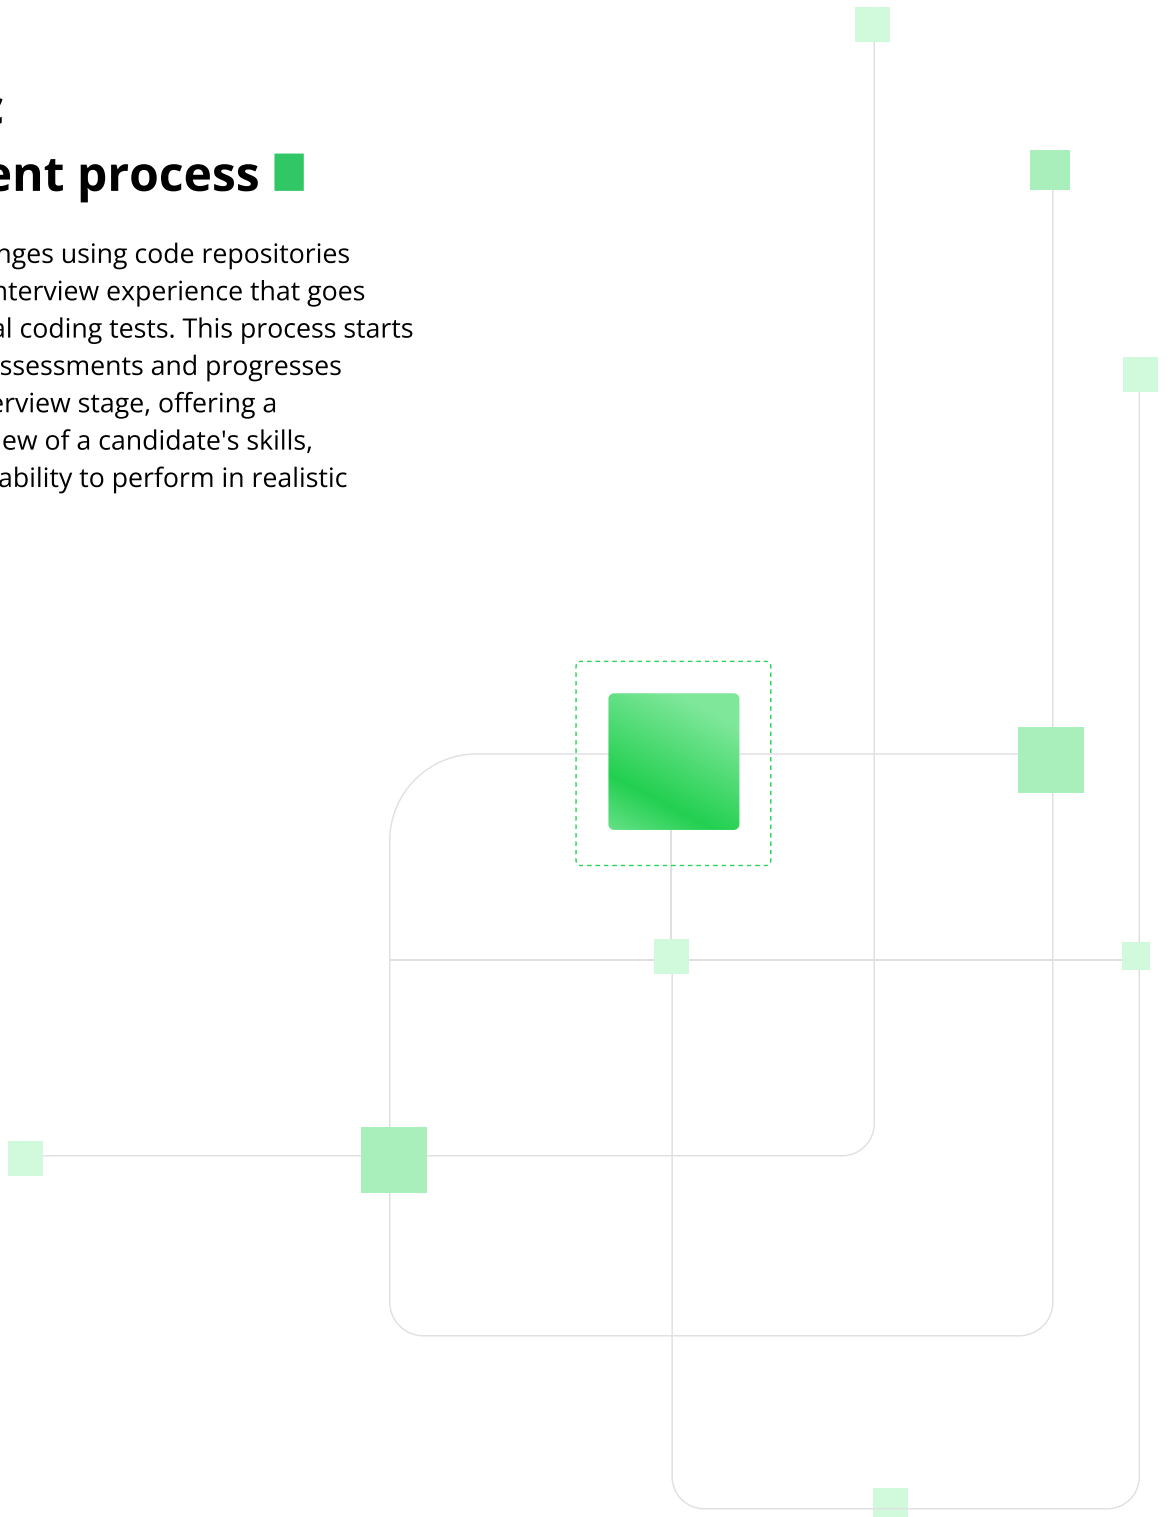 ent process
nges using code repositories
nterview experience that goes
al coding tests. This process starts
ssessments and progresses
erview stage, offering a
ew of a candidate's skills,
ability to perform in realistic